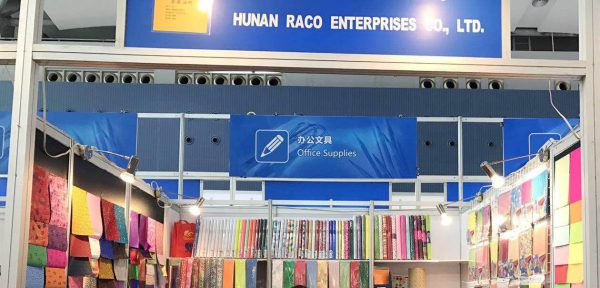 HUNAN RACO ENTERPRISES CO., LTD.
办公文具
Office Supplies